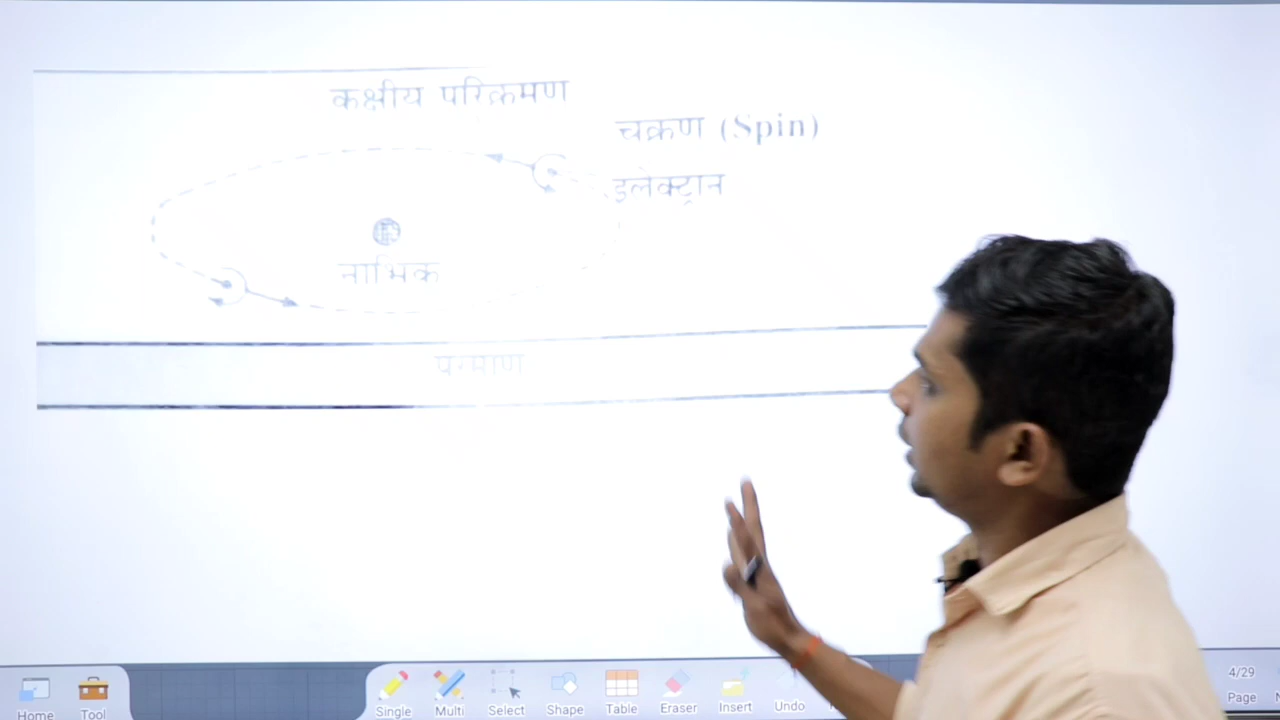 कक्षीय परिक्रमण
चक्रण (Spin)
इलेक्ट्रान
नाभिक
परमाणु
Home
Tool
Single
Multi
Select
Shape
Table
Eraser
Insert
Undo
4/29
Page